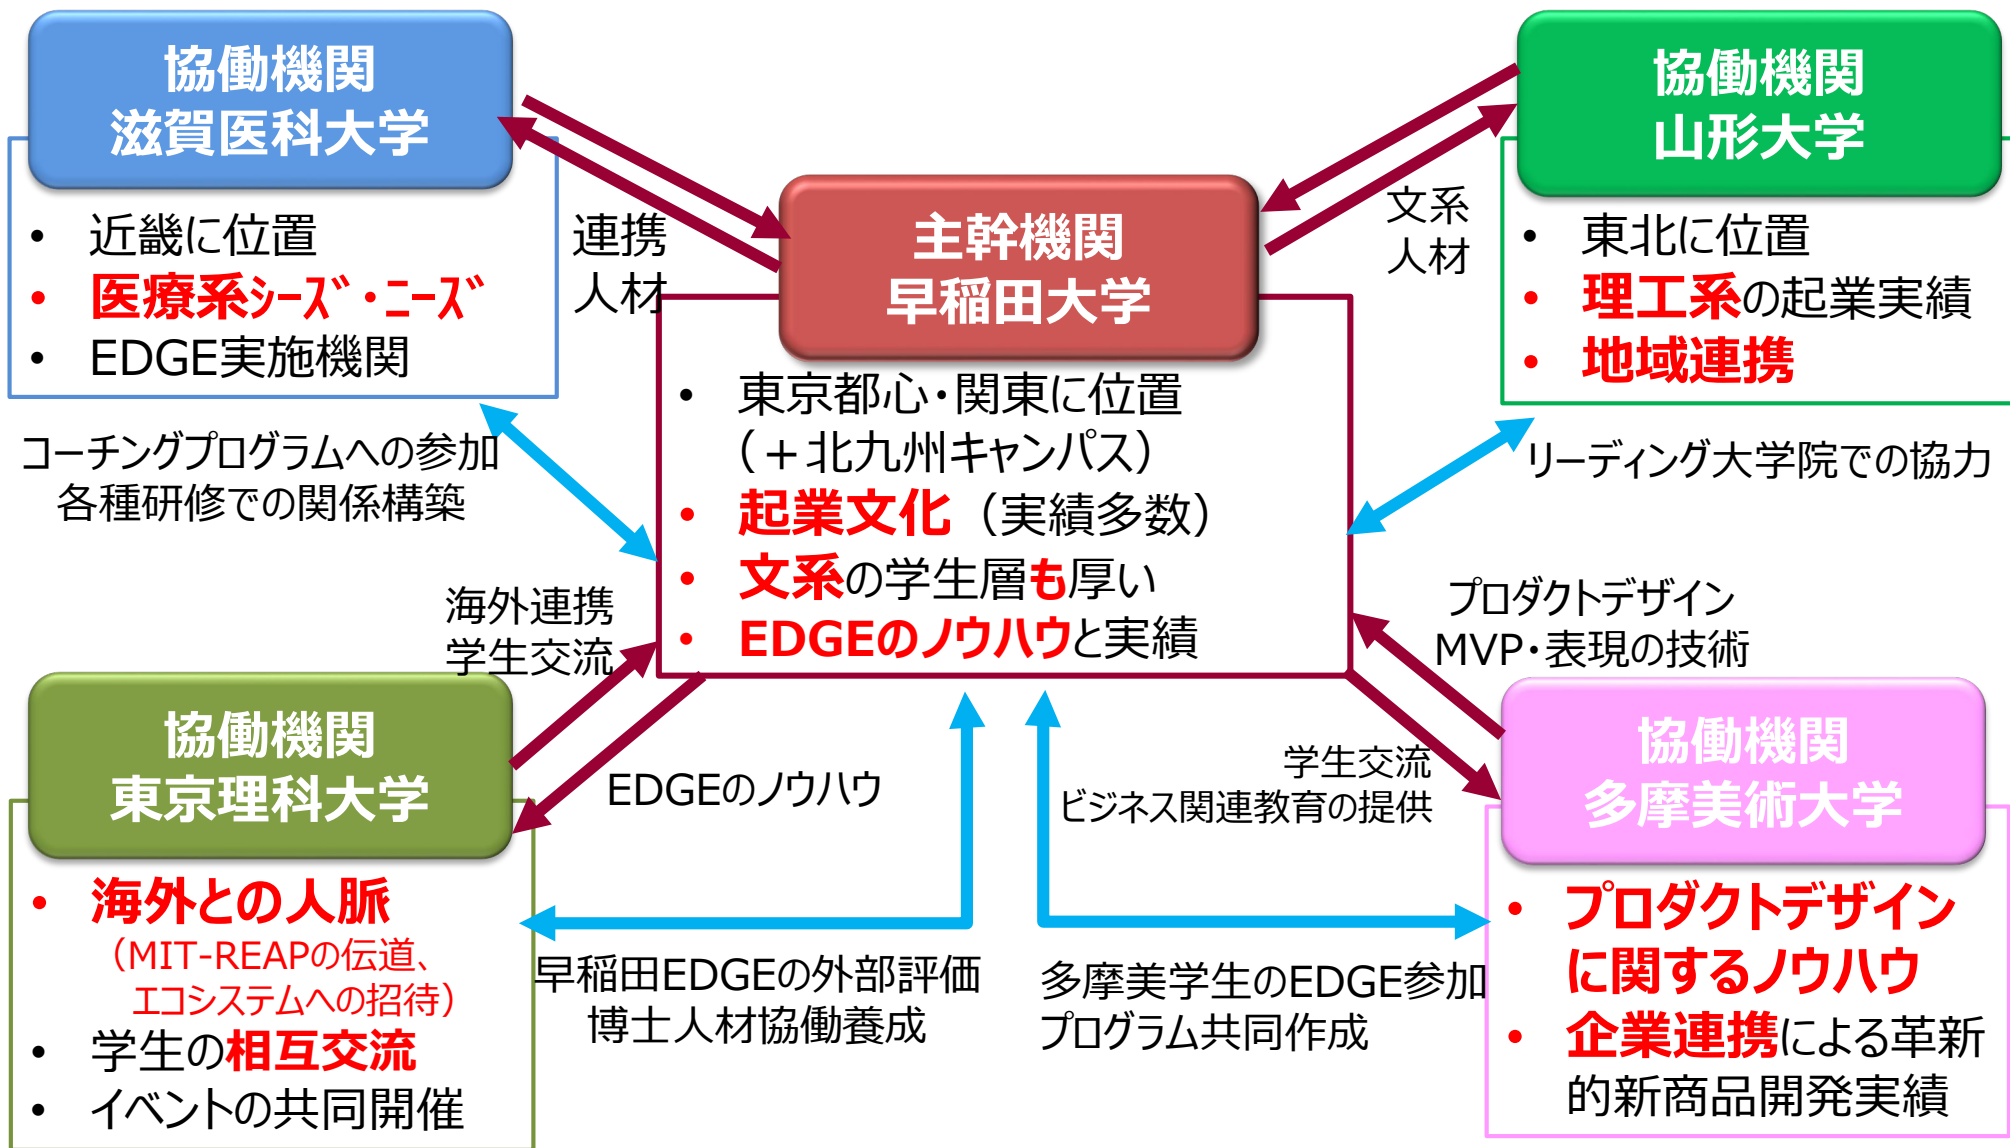 協働機関
滋賀医科大学
• 近畿に位置
• 医療系ｼｰｽﾞ・ﾆｰｽﾞ
• EDGE実施機関
連携
人材
主幹機関
早稲田大学
• 東京都心・関東に位置
（＋北九州キャンパス）
• 起業文化（実績多数）
• 文系の学生層も厚い
• EDGEのノウハウと実績
文系
人材
協働機関
山形大学
• 東北に位置
• 理工系の起業実績
• 地域連携
コーチングプログラムへの参加
各種研修での関係構築
リーディング大学院での協力
海外連携
学生交流
プロダクトデザイン
MVP・表現の技術
協働機関
東京理科大学
• 海外との人脈
（MIT-REAPの伝道、
エコシステムへの招待）
• 学生の相互交流
• イベントの共同開催
EDGEのノウハウ
学生交流
ビジネス関連教育の提供
早稲田EDGEの外部評価
博士人材協働養成
多摩美学生のEDGE参加
プログラム共同作成
協働機関
多摩美術大学
• プロダクトデザイン
に関するノウハウ
• 企業連携による革新
的新商品開発実績